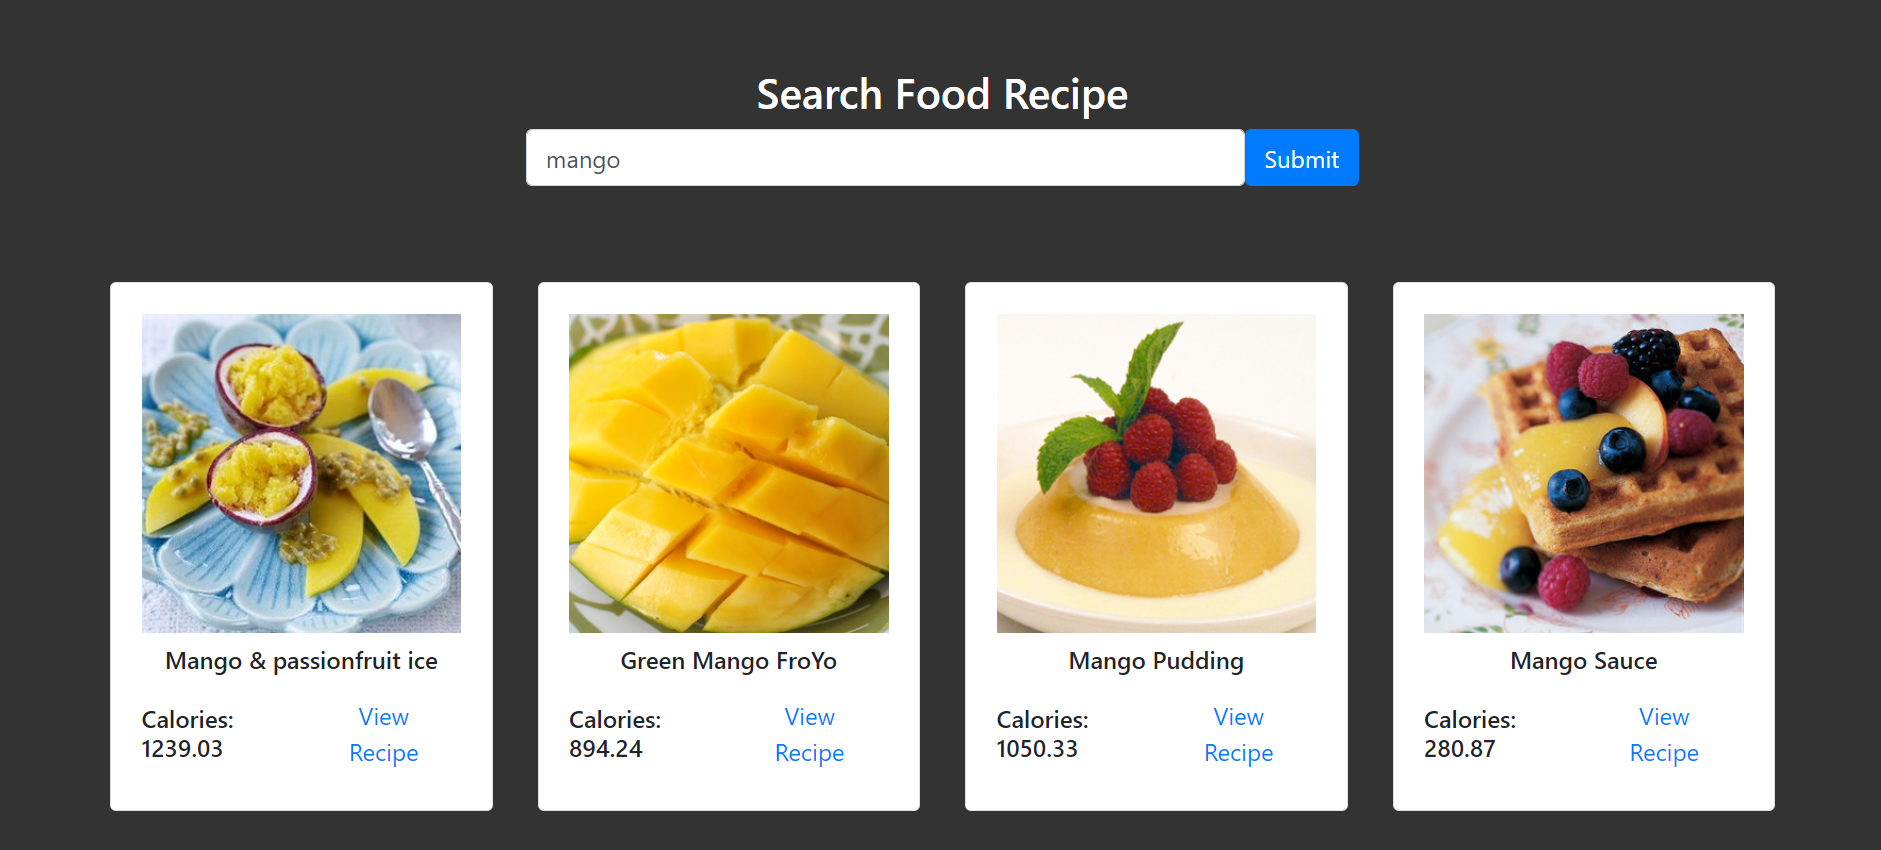 Search Food Recipe
mango
Submit
Mango & passionfruit ice
Calories:
1239.03
View
Recipe
Green Mango FroYo
Calories:
894.24
View
Recipe
Mango Pudding
Calories:
1050.33
View
Recipe
Mango Sauce
Calories:
280.87
View
Recipe